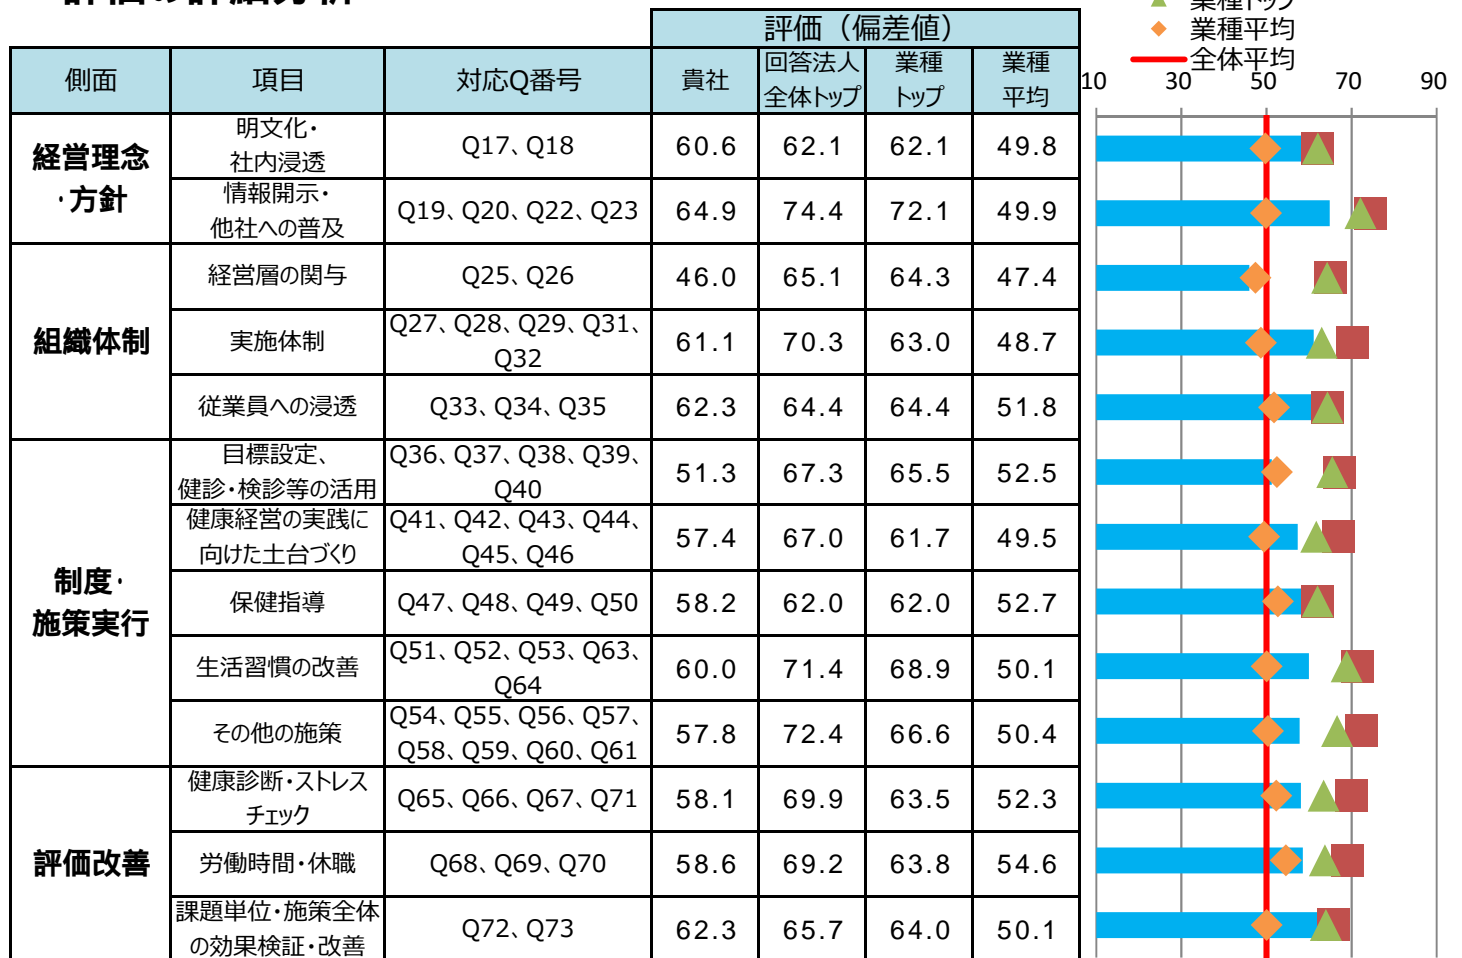 評価の詳細分析
業種トップ
業種平均
全体平均
評価（偏差値）
側面 項目 対応Q番号 貴社 回答法人全体トップ 業種トップ 業種平均
10 30 50 70 90
経営理念・方針
明文化・社内浸透 Q17、Q18 60.6 62.1 62.1 49.8
情報開示・他社への普及 Q19、Q20、Q22、Q23 64.9 74.4 72.1 49.9
組織体制
経営層の関与 Q25、Q26 46.0 65.1 64.3 47.4
実施体制 Q27、Q28、Q29、Q31、Q32 61.1 70.3 63.0 48.7
従業員への浸透 Q33、Q34、Q35 62.3 64.4 64.4 51.8
制度・施策実行
目標設定、健診・検診等の活用 Q36、Q37、Q38、Q39、Q40 51.3 67.3 65.5 52.5
健康経営の実践に向けた土台づくり Q41、Q42、Q43、Q44、Q45、Q46 57.4 67.0 61.7 49.5
保健指導 Q47、Q48、Q49、Q50 58.2 62.0 62.0 52.7
生活習慣の改善 Q51、Q52、Q53、Q63、Q64 60.0 71.4 68.9 50.1
その他の施策 Q54、Q55、Q56、Q57、Q58、Q59、Q60、Q61 57.8 72.4 66.6 50.4
評価改善
健康診断・ストレスチェック Q65、Q66、Q67、Q71 58.1 69.9 63.5 52.3
労働時間・休職 Q68、Q69、Q70 58.6 69.2 63.8 54.6
課題単位・施策全体の効果検証・改善 Q72、Q73 62.3 65.7 64.0 50.1